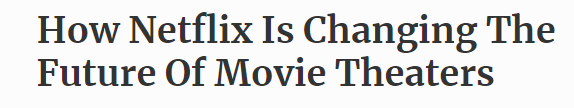 How Netflix Is Changing The
Future Of Movie Theaters